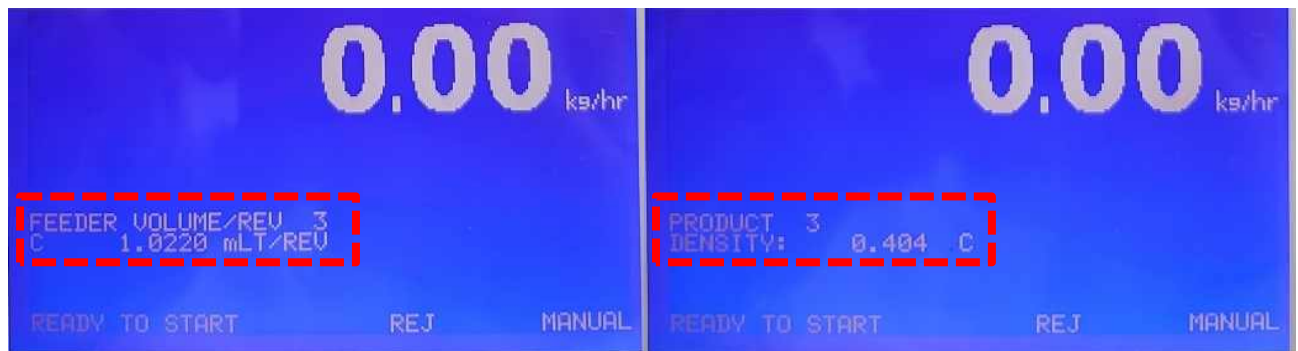 0.00 kg/hr
FEEDER VOLUME/REV 3
C 1.0220 mLT/REV
READY TO START REJ MANUAL
0.00 kg/hr
PRODUCT 3
DENSITY: 0.404 C
READY TO START REJ MANUAL